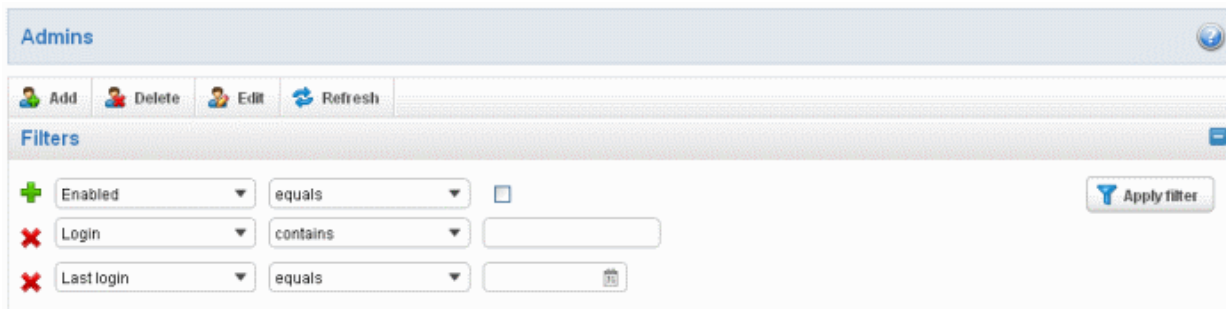 Admins
Add Delete Edit Refresh
Filters
Enabled equals Apply filter
Login contains
Last login equals